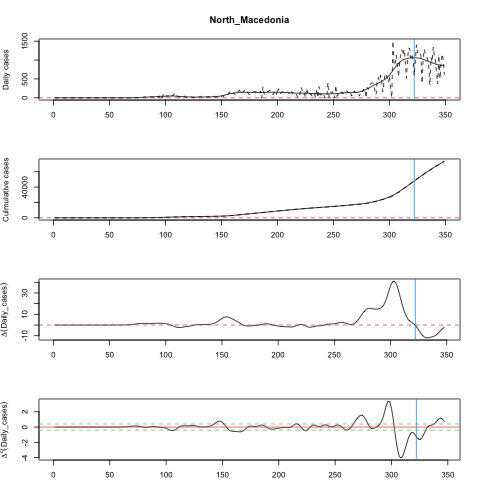 North_Macedonia
Daily cases
0 500 1500
0 50 100 150 200 250 300 350
Culmulative cases
0 40000
0 50 100 150 200 250 300 350
Δ(Daily_cases)
-10 10 30
0 50 100 150 200 250 300 350
Δ²(Daily_cases)
-4 -2 0 2
0 50 100 150 200 250 300 350